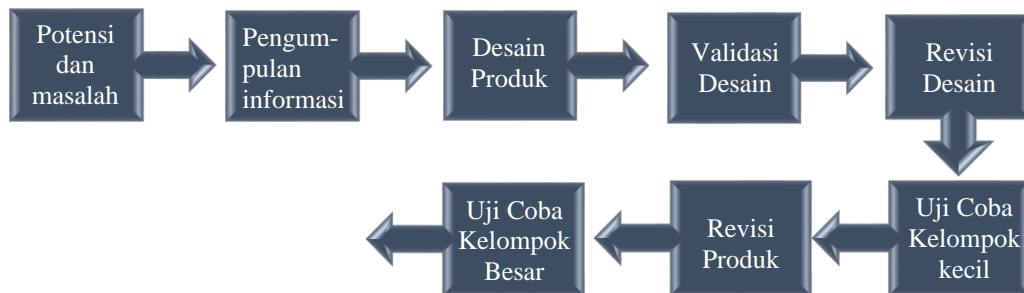 Potensi
dan
masalah
Pengum-
pulan
informasi
Desain
Produk
Validasi
Desain
Revisi
Desain
Uji Coba
Kelompok
kecil
Revisi
Produk
Uji Coba
Kelompok
Besar